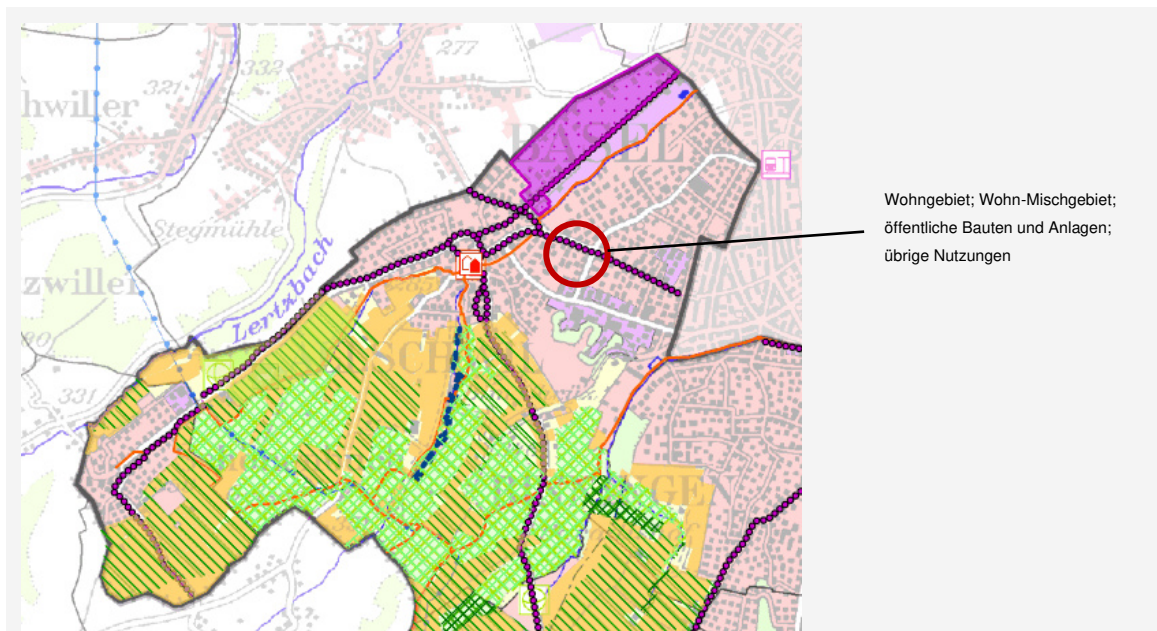 277
332
321
hwiller
BASEL
Stegmühle
Wohngebiet; Wohn-Mischgebiet;
öffentliche Bauten und Anlagen;
übrige Nutzungen
zwiller
Lertzbach
331